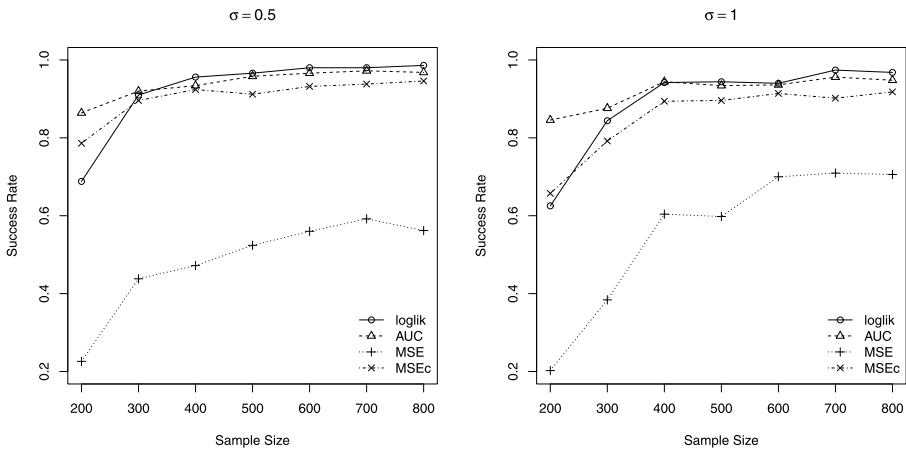 σ = 0.5
Success Rate
1.0
0.8
0.6
0.4
0.2
loglik
AUC
MSE
MSEc
200 300 400 500 600 700 800
Sample Size
σ = 1
Success Rate
1.0
0.8
0.6
0.4
0.2
loglik
AUC
MSE
MSEc
200 300 400 500 600 700 800
Sample Size